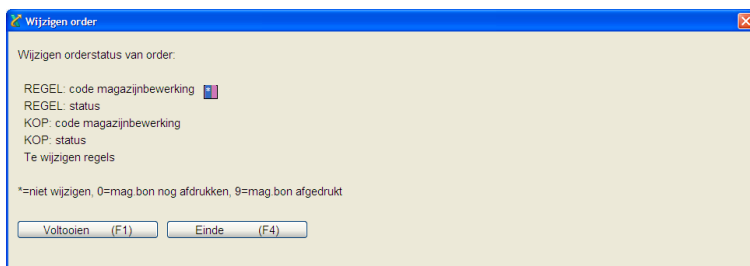 Wijzigen order
Wijzigen orderstatus van order:
REGEL: code magazijnbewerking
REGEL: status
KOP: code magazijnbewerking
KOP: status
Te wijzigen regels
*=niet wijzigen, 0=mag.bon nog afdrukken, 9=mag.bon afgedrukt
Voltooien (F1) Einde (F4)